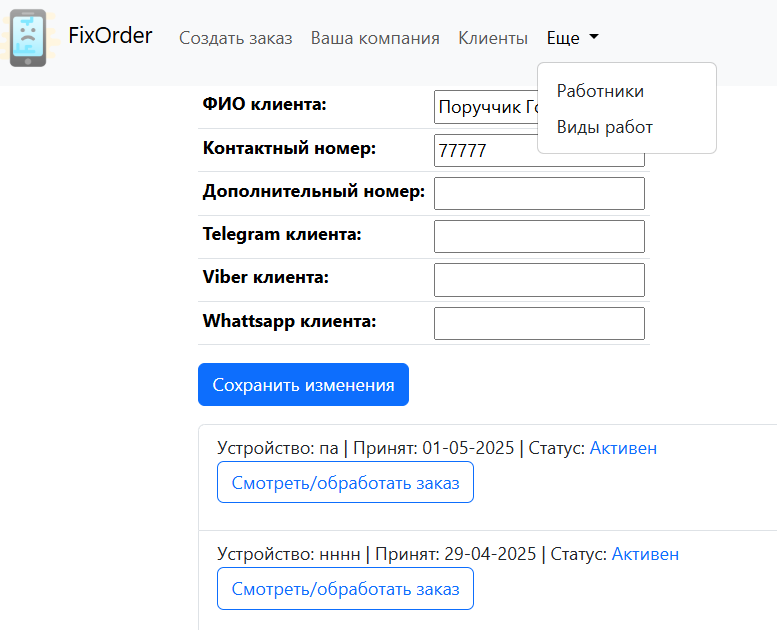 FixOrder Создать заказ Ваша компания Клиенты Еще
Работники
Виды работ
ФИО клиента: Поруччик
Контактный номер: 77777
Дополнительный номер:
Telegram клиента:
Viber клиента:
Whattsapp клиента:
Сохранить изменения
Устройство: па | Принят: 01-05-2025 | Статус: Активен
Смотреть/обработать заказ
Устройство: нннн | Принят: 29-04-2025 | Статус: Активен
Смотреть/обработать заказ